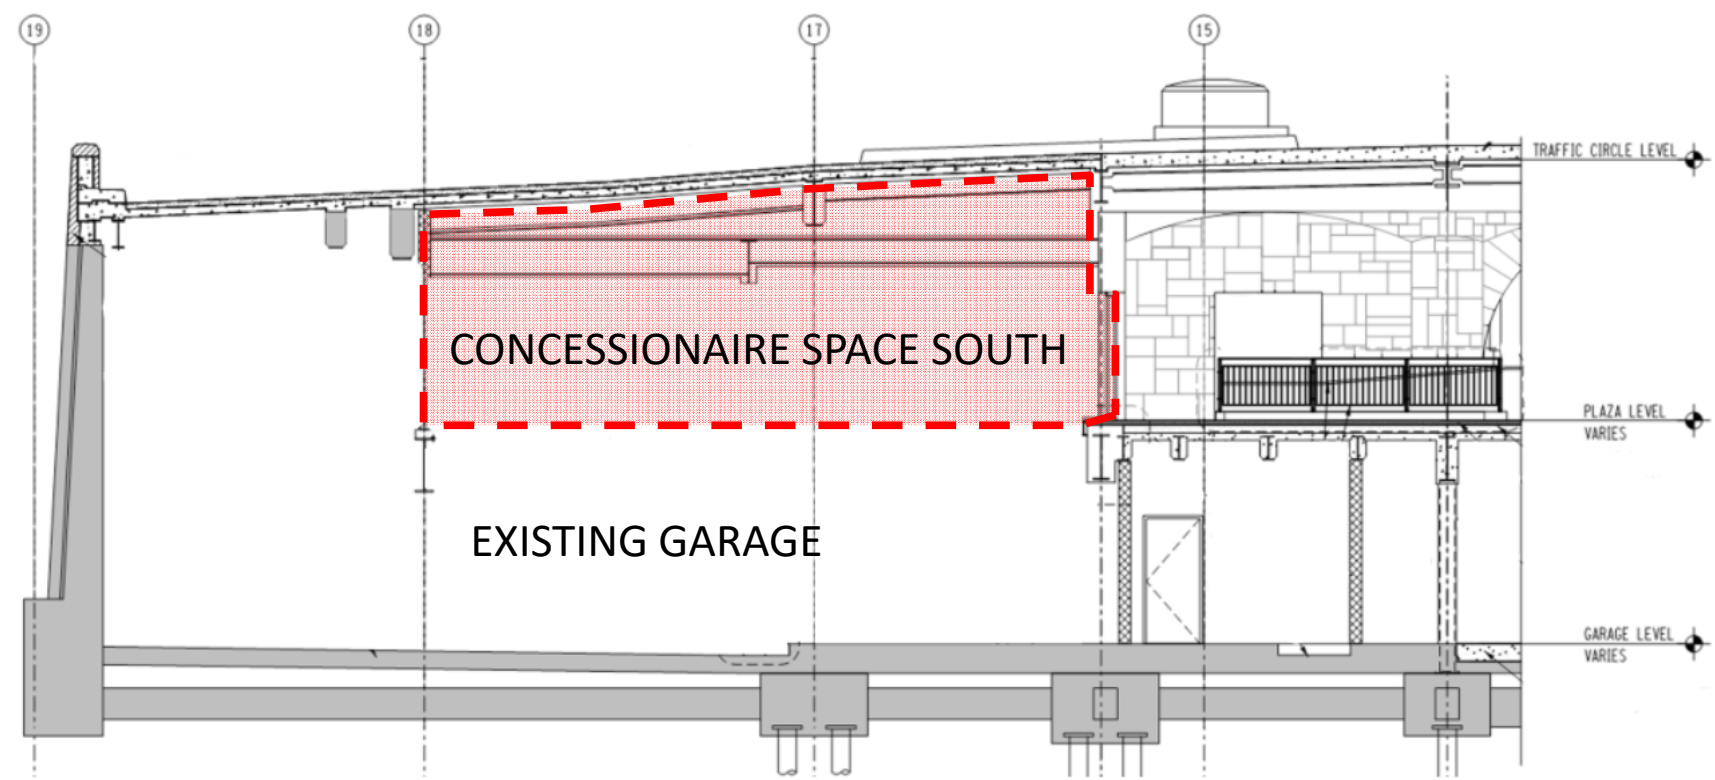 19
18
17
15
TRAFFIC CIRCLE LEVEL
CONCESSIONAIRE SPACE SOUTH
PLAZA LEVEL
VARIES
EXISTING GARAGE
GARAGE LEVEL
VARIES